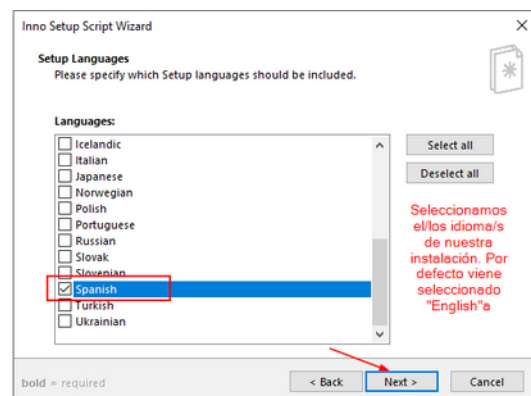 Inno Setup Script Wizard
Setup Languages
Please specify which Setup languages should be included.
Languages:
Icelandic
Italian
Japanese
Norwegian
Polish
Portuguese
Russian
Slovak
Slovenian
Spanish
Turkish
Ukrainian
Select all
Deselect all
Seleccionamos
el/los idioma/s
de nuestra
instalación. Por
defecto viene
seleccionado
"English"a
bold = required
< Back
Next >
Cancel